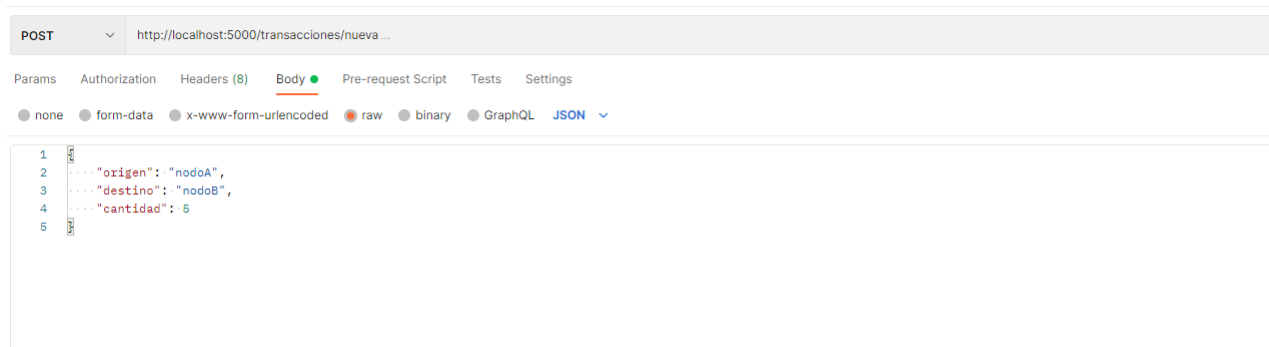 POST http://localhost:5000/transacciones/nueva ...
Params Authorization Headers (8) Body Pre-request Script Tests Settings
none form-data x-www-form-urlencoded raw binary GraphQL JSON
1 {
2 "origen": "nodoA",
3 "destino": "nodoB",
4 "cantidad": 5
5 }